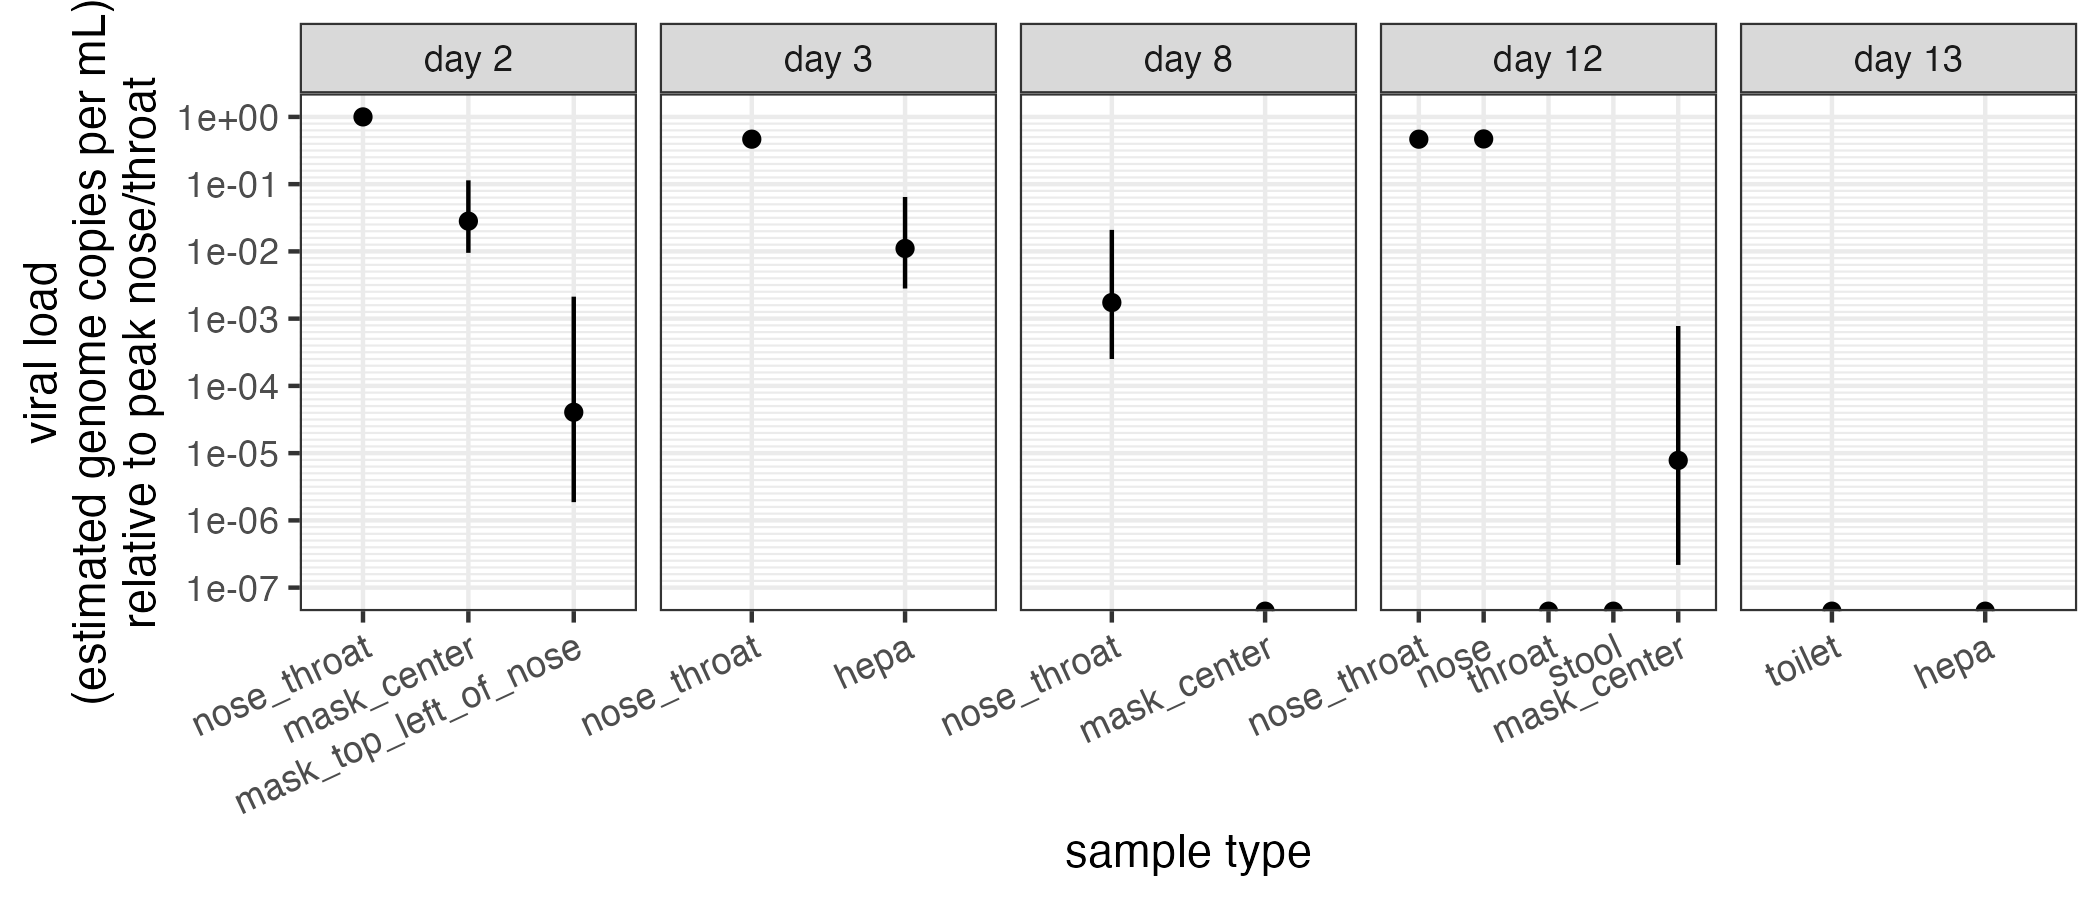 day 2
day 3
day 8
day 12
day 13
viral load
(estimated genome copies per mL)
relative to peak nose/throat
1e+00
1e-01
1e-02
1e-03
1e-04
1e-05
1e-06
1e-07
nose_throat
mask_center
mask_top_left_of_nose
nose_throat
hepa
nose_throat
mask_center
nose_throat
nose
throat
stool
mask_center
toilet
hepa
sample type